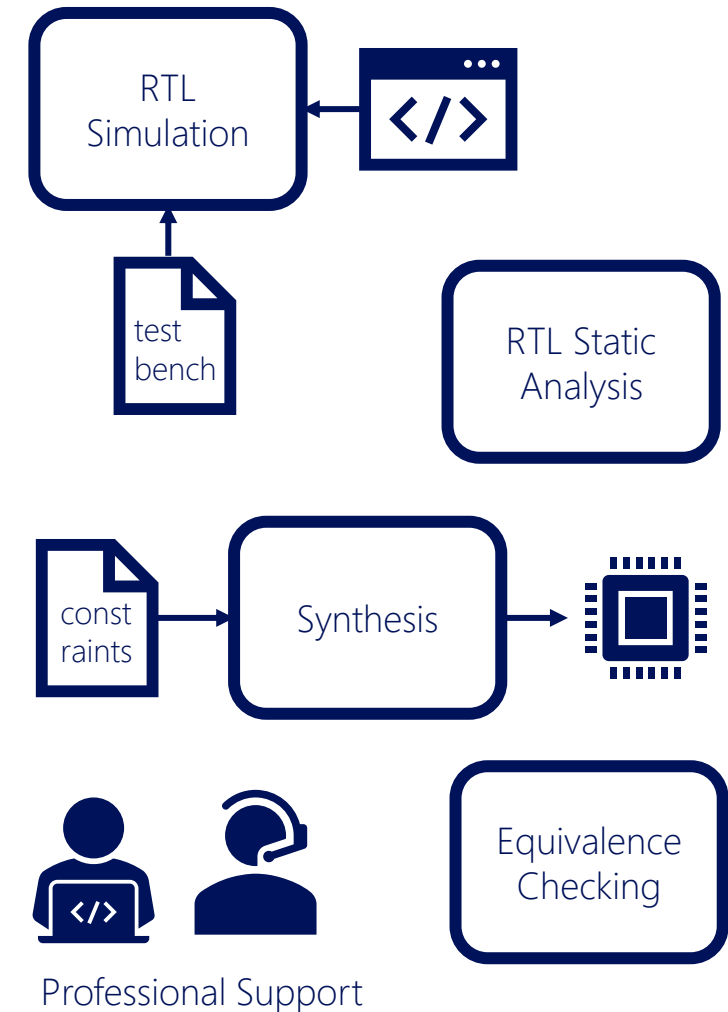 RTL
Simulation
</>
test
bench
RTL Static
Analysis
const
raints
Synthesis
</>
Equivalence
Checking
Professional Support